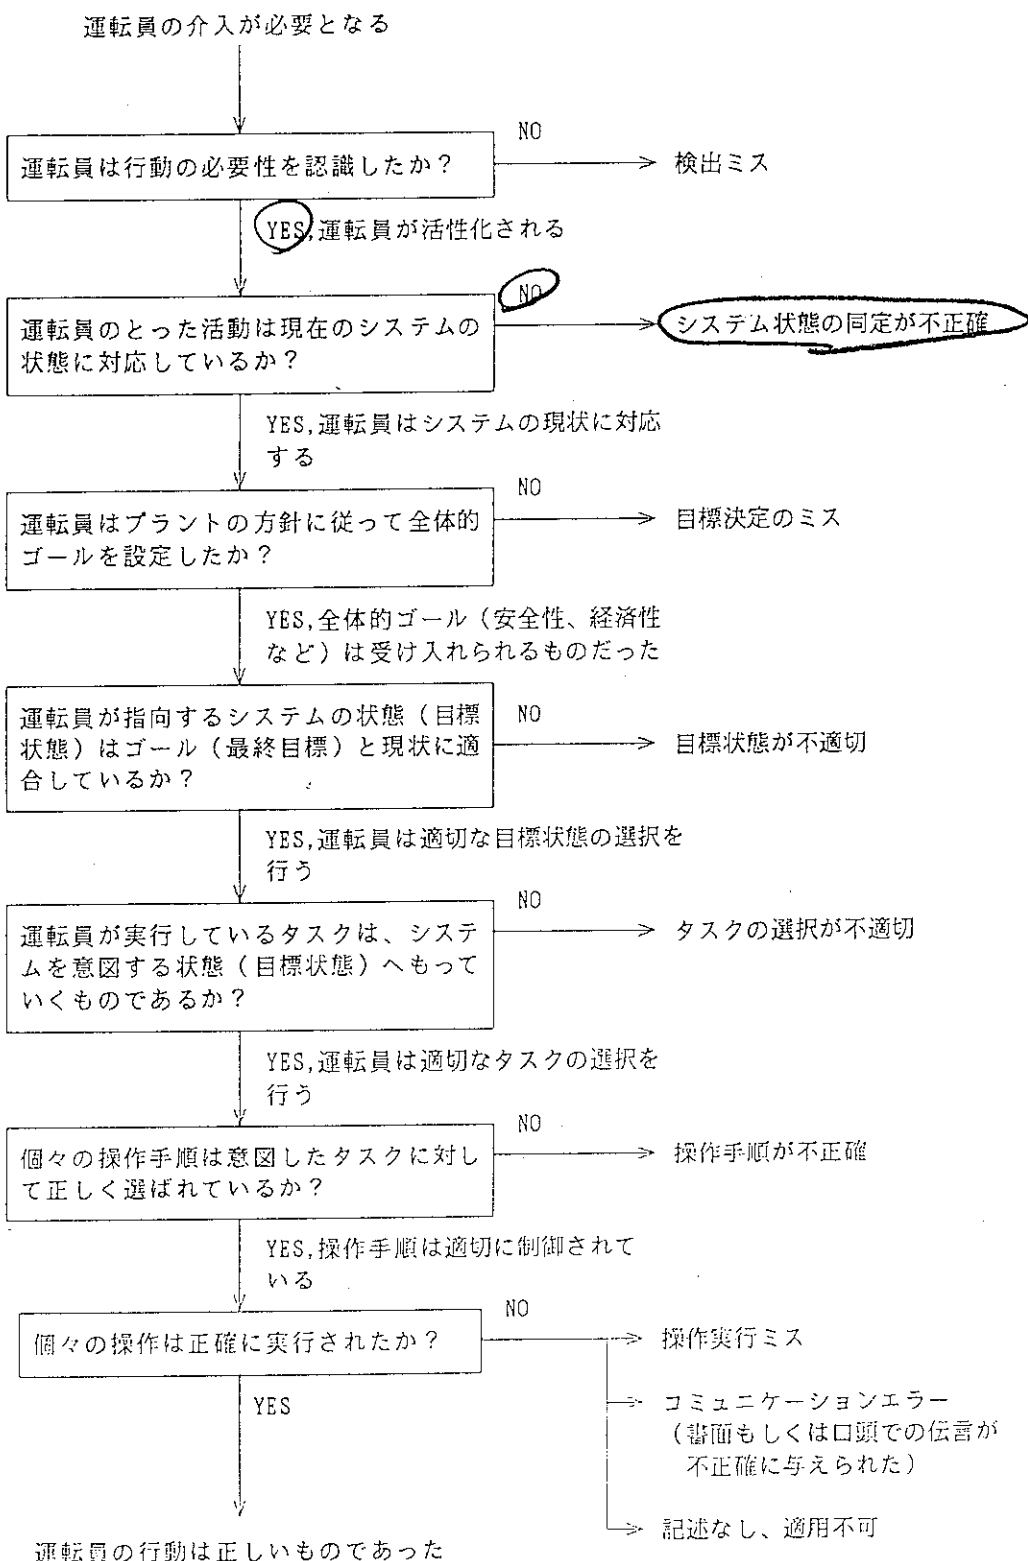 運転員の介入が必要となる
NO
運転員は行動の必要性を認識したか？
検出ミス
YES,運転員が活性化される
NO
運転員のとった活動は現在のシステムの
状態に対応しているか？
システム状態の同定が不正確
YES,運転員はシステムの現状に対応
する
NO
運転員はプラントの方針に従って全体的
ゴールを設定したか？
目標決定のミス
YES,全体的ゴール（安全性、経済性
など）は受け入れられるものだった
運転員が指向するシステムの状態（目標
状態）はゴール（最終目標）と現状に適
合しているか？
NO
目標状態が不適切
YES,運転員は適切な目標状態の選択を
行う
NO
運転員が実行しているタスクは、システ
ムを意図する状態（目標状態）へもって
いくものであるか？
タスクの選択が不適切
YES,運転員は適切なタスクの選択を
行う
NO
個々の操作手順は意図したタスクに対し
て正しく選ばれているか？
操作手順が不正確
YES,操作手順は適切に制御されて
いる
NO
個々の操作は正確に実行されたか？
操作実行ミス
YES
コミュニケーションエラー
（書面もしくは口頭での伝言が
不正確に与えられた）
記述なし、適用不可
運転員の行動は正しいものであった